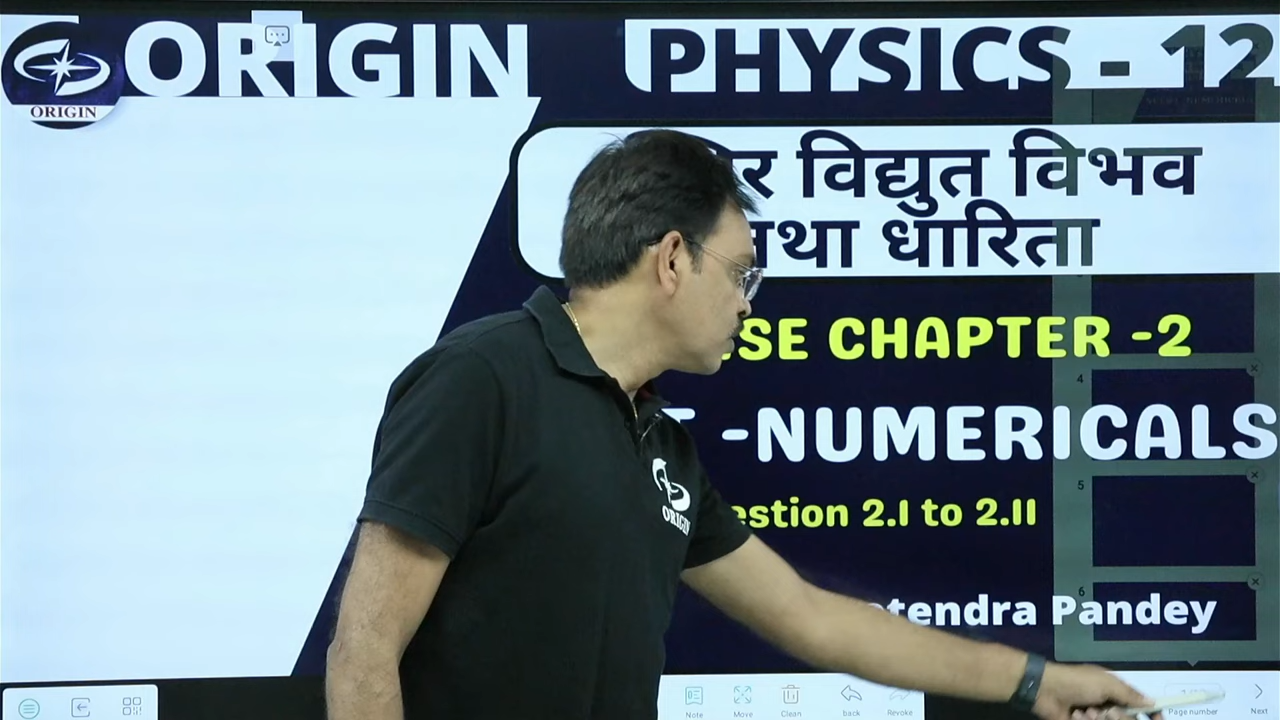 ORIGIN PHYSICS - 12
ORIGIN
विद्युत विभव
तथा धारिता
CHAPTER -2
-NUMERICALS
4
estion 2.1 to 2.11
5
Pandey
6
ORIGIN
Note Move Clean back Revoke Page number Next